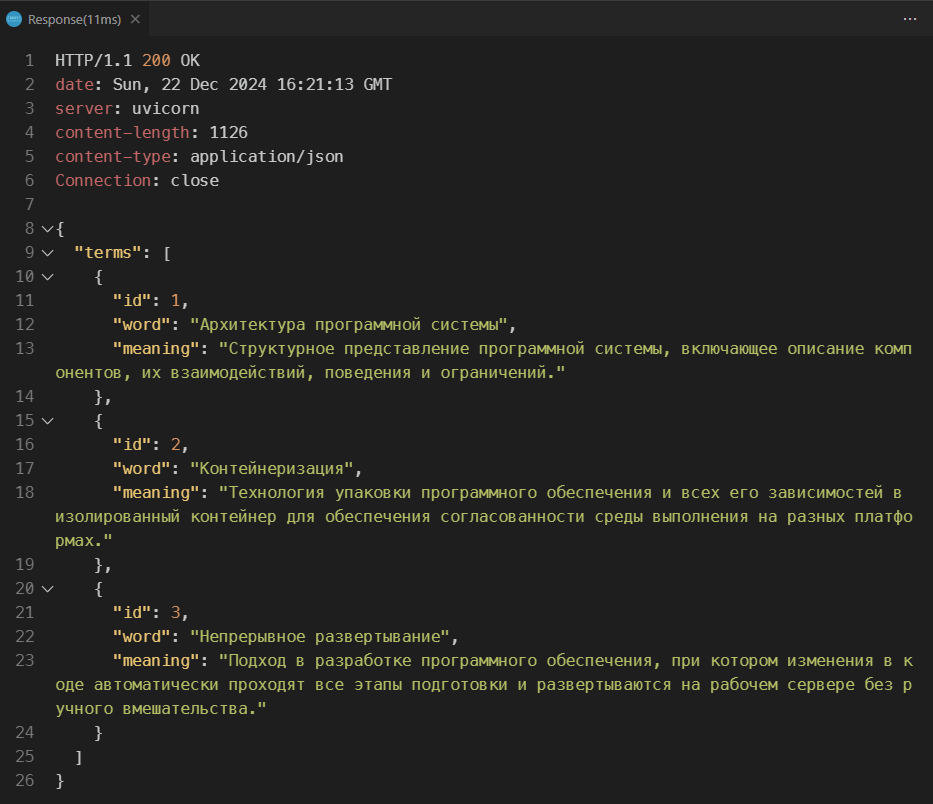 Response(11ms)
1 HTTP/1.1 200 OK
2 date: Sun, 22 Dec 2024 16:21:13 GMT
3 server: uvicorn
4 content-length: 1126
5 content-type: application/json
6 Connection: close
7
8 {
9 "terms": [
10 {
11 "id": 1,
12 "word": "Архитектура программной системы",
13 "meaning": "Структурное представление программной системы, включающее описание комп
онентов, их взаимодействий, поведения и ограничений."
14 },
15 {
16 "id": 2,
17 "word": "Контейнеризация",
18 "meaning": "Технология упаковки программного обеспечения и всех его зависимостей в
изолированный контейнер для обеспечения согласованности среды выполнения на разных платфо
рмах."
19 },
20 {
21 "id": 3,
22 "word": "Непрерывное развертывание",
23 "meaning": "Подход в разработке программного обеспечения, при котором изменения в к
оде автоматически проходят все этапы подготовки и развертываются на рабочем сервере без р
учного вмешательства."
24 }
25 ]
26 }